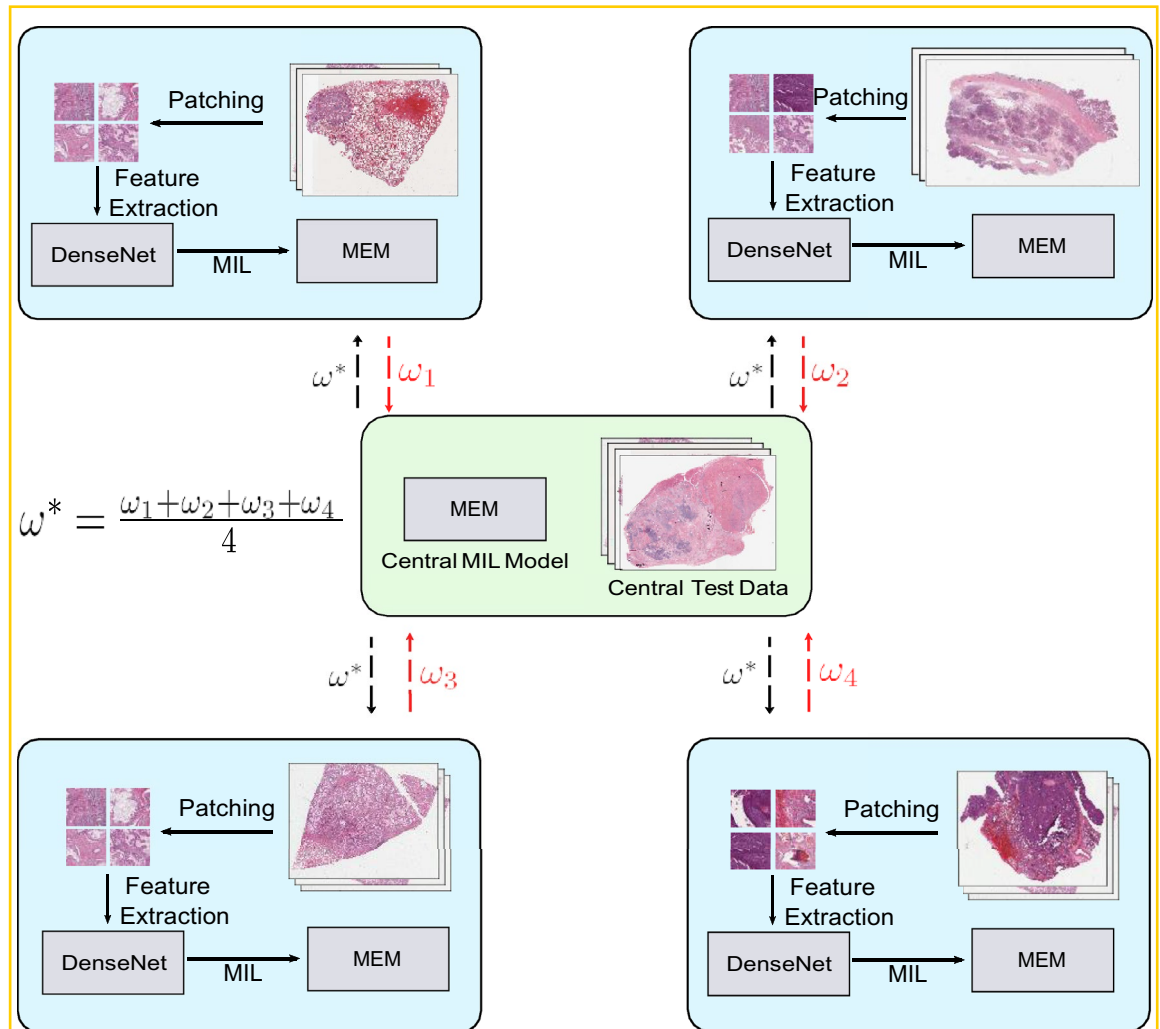 Patching
Feature
Extraction
DenseNet
MIL
MEM
Patching
Feature
Extraction
DenseNet
MIL
MEM
ω*
ω₁
ω*
ω₂
ω* = (ω₁+ω₂+ω₃+ω₄)/4
MEM
Central MIL Model
Central Test Data
ω*
ω₃
ω*
ω₄
Patching
Feature
Extraction
DenseNet
MIL
MEM
Patching
Feature
Extraction
DenseNet
MIL
MEM